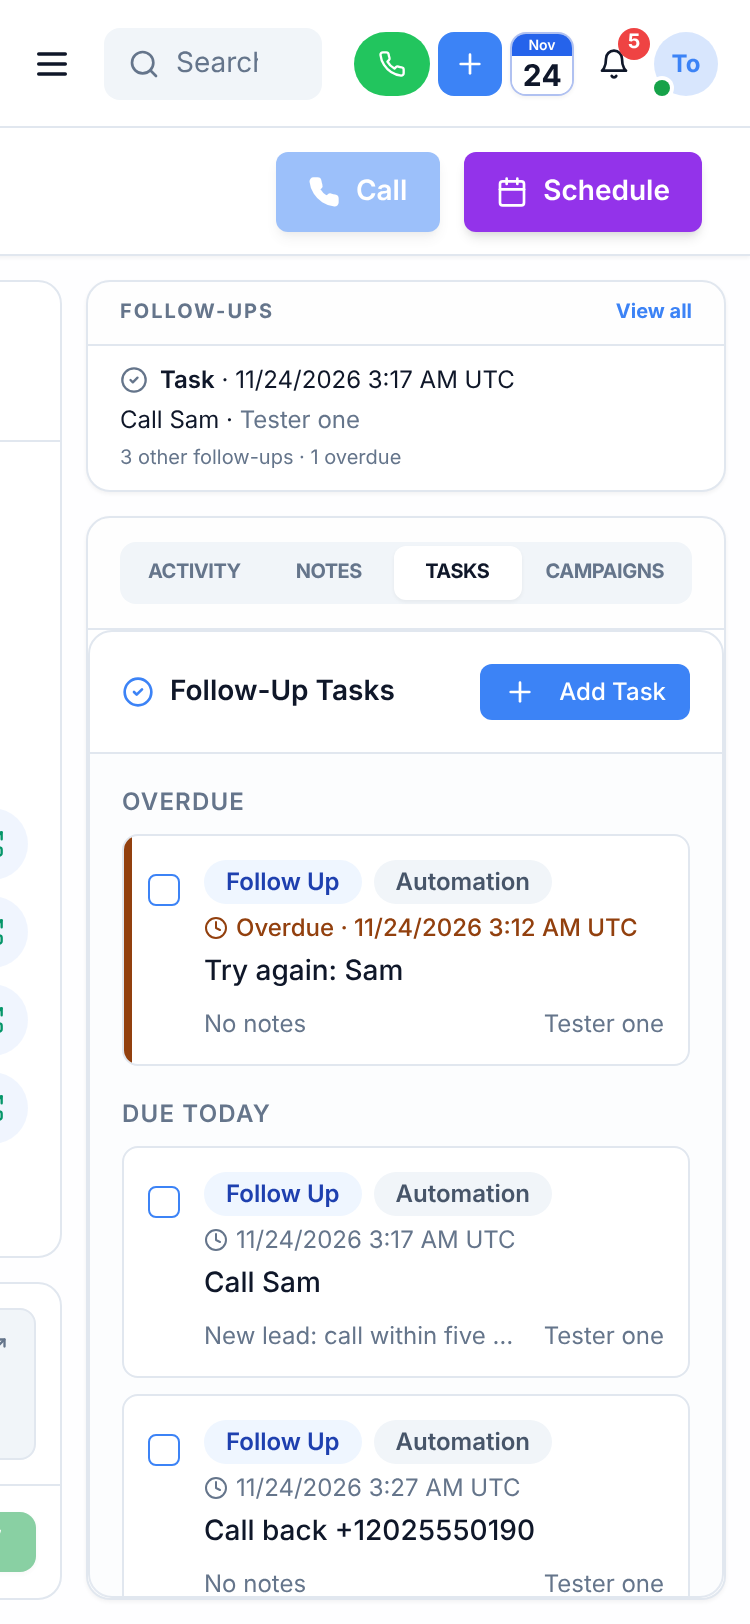 Search
Nov
24
5
To
Call
Schedule
FOLLOW-UPS
View all
Task · 11/24/2026 3:17 AM UTC
Call Sam · Tester one
3 other follow-ups · 1 overdue
ACTIVITY NOTES TASKS CAMPAIGNS
Follow-Up Tasks
Add Task
OVERDUE
Follow Up Automation
Overdue · 11/24/2026 3:12 AM UTC
Try again: Sam
No notes Tester one
DUE TODAY
Follow Up Automation
11/24/2026 3:17 AM UTC
Call Sam
New lead: call within five ... Tester one
Follow Up Automation
11/24/2026 3:27 AM UTC
Call back +12025550190
No notes Tester one